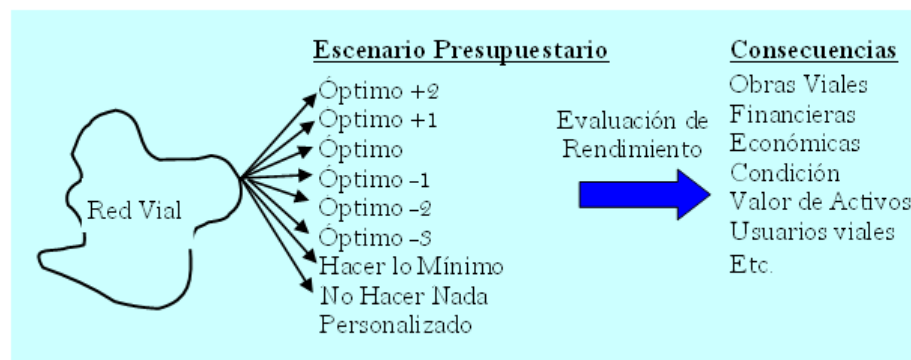 Escenario Presupuestario
Óptimo +2
Óptimo +1
Óptimo
Óptimo –1
Óptimo –2
Óptimo –3
Hacer lo Mínimo
No Hacer Nada
Personalizado
Red Vial
Evaluación de
Rendimiento
Consecuencias
Obras Viales
Financieras
Económicas
Condición
Valor de Activos
Usuarios viales
Etc.